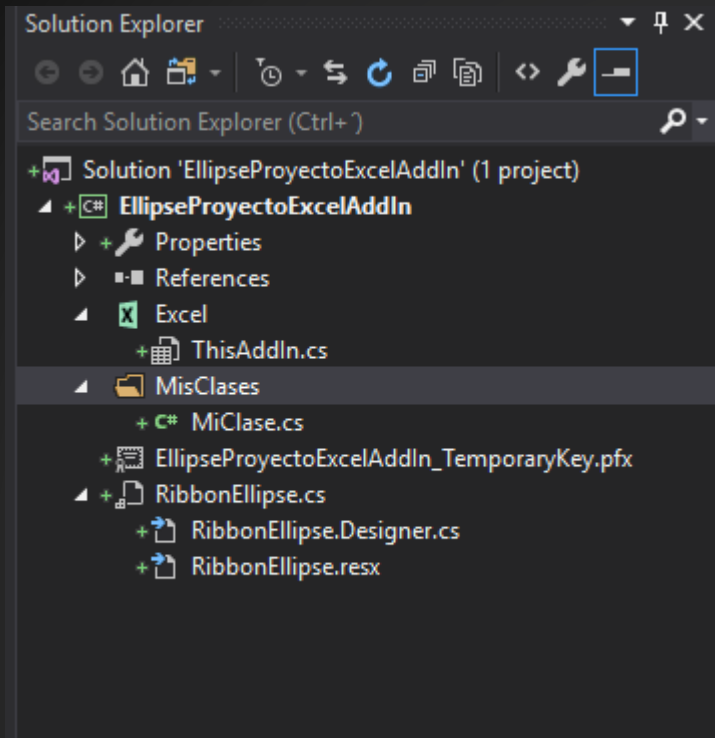 Solution Explorer
Search Solution Explorer (Ctrl+´)
Solution 'EllipseProyectoExcelAddIn' (1 project)
C# EllipseProyectoExcelAddIn
Properties
References
X Excel
ThisAddIn.cs
MisClases
C# MiClase.cs
EllipseProyectoExcelAddIn_TemporaryKey.pfx
RibbonEllipse.cs
RibbonEllipse.Designer.cs
RibbonEllipse.resx